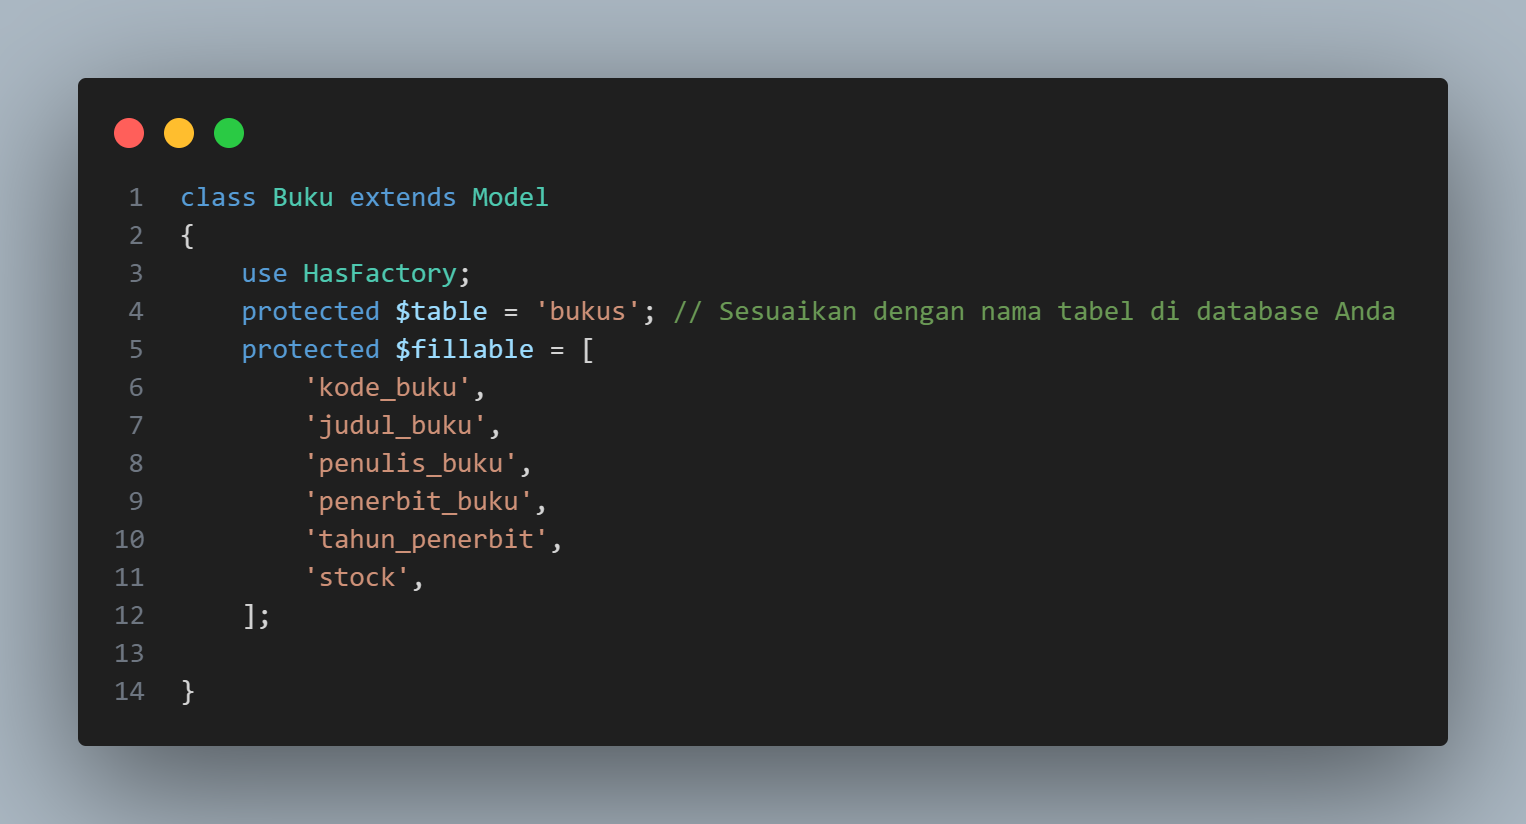 1 class Buku extends Model
2 {
3     use HasFactory;
4     protected $table = 'bukus'; // Sesuaikan dengan nama tabel di database Anda
5     protected $fillable = [
6         'kode_buku',
7         'judul_buku',
8         'penulis_buku',
9         'penerbit_buku',
10         'tahun_penerbit',
11         'stock',
12     ];
13
14 }